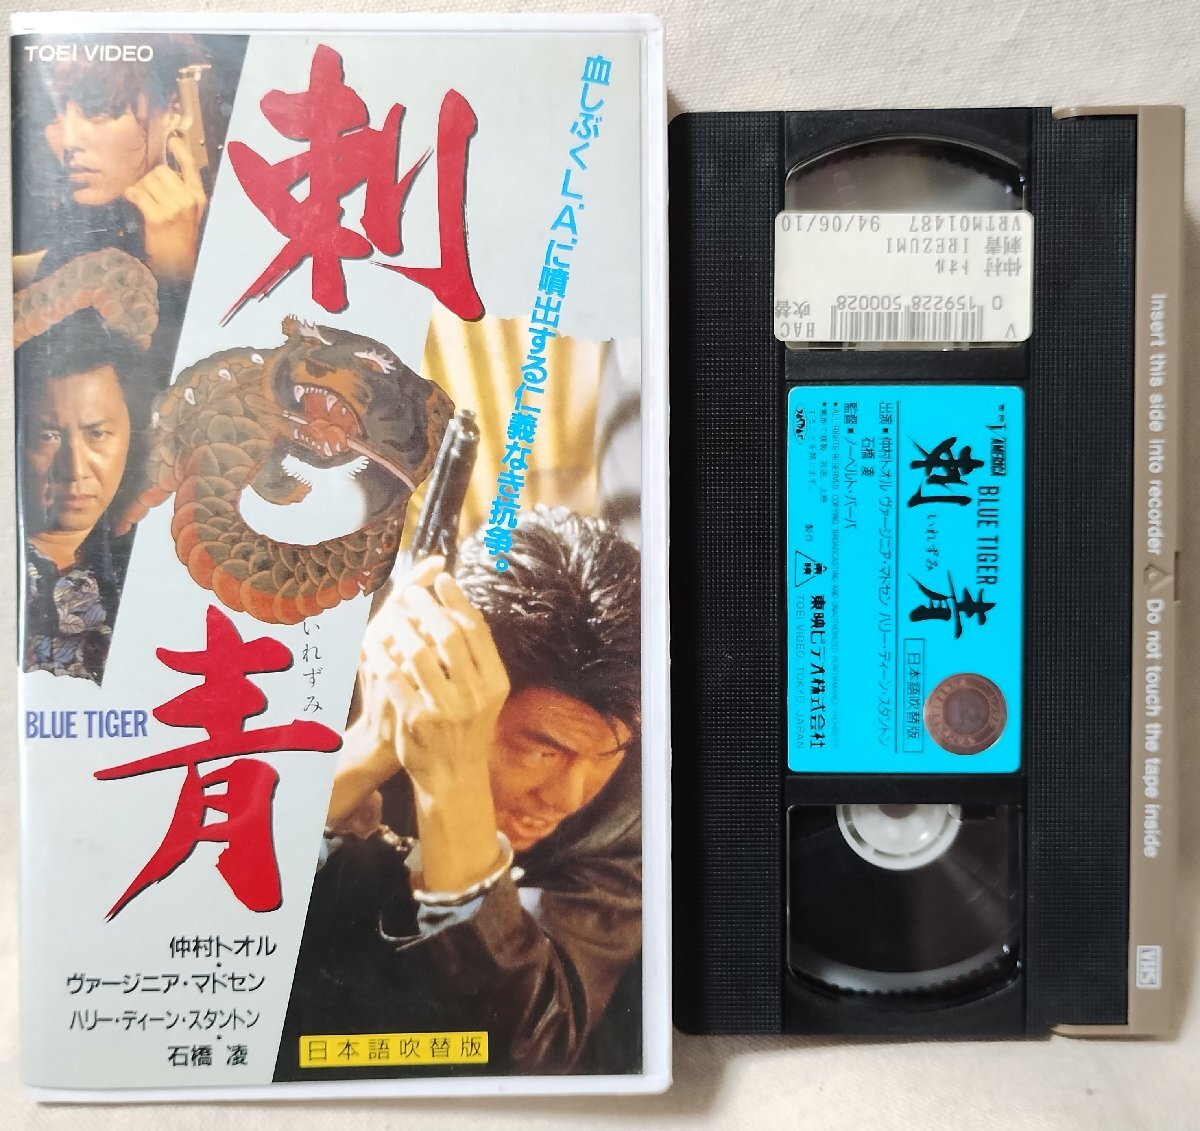 TOEI VIDEO
血しぶくL.A.に噴出する仁義なき抗争。
刺青
いれずみ
BLUE TIGER
仲村トオル
ヴァージニア・マドセン
ハリー・ディーン・スタントン
石橋 凌
日本語吹替版
VRTM01487 94/06/10
刺青 IREZUMI
仲村 トオル
0 159228 500028
V 吹替 HAC
BLUE TIGER
刺青
いれずみ
日本語吹替版
出演■仲村トオル ヴァージニア・マドセン ハリー・ディーン・スタントン
石橋 凌
監督■ノーベルト・バーバ
製作
東映ビデオ株式会社
TOEI VIDEO, TOKYO, JAPAN
Insert this side into recorder Do not touch the tape inside
VHS